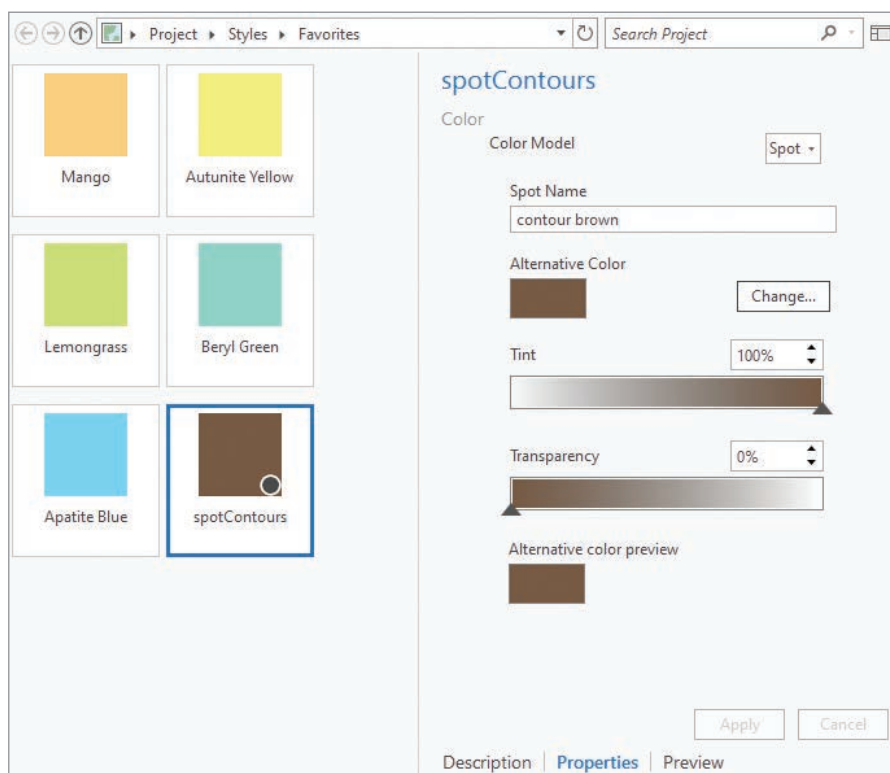 Project ▸ Styles ▸ Favorites
Search Project
Mango
Autunite Yellow
Lemongrass
Beryl Green
Apatite Blue
spotContours
spotContours
Color
Color Model
Spot
Spot Name
contour brown
Alternative Color
Change...
Tint
100%
Transparency
0%
Alternative color preview
Apply
Cancel
Description
Properties
Preview